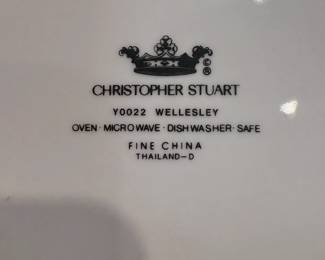 ©
®
CHRISTOPHER STUART
Y0022 WELLESLEY
OVEN · MICROWAVE · DISHWASHER · SAFE
FINE CHINA
THAILAND-D